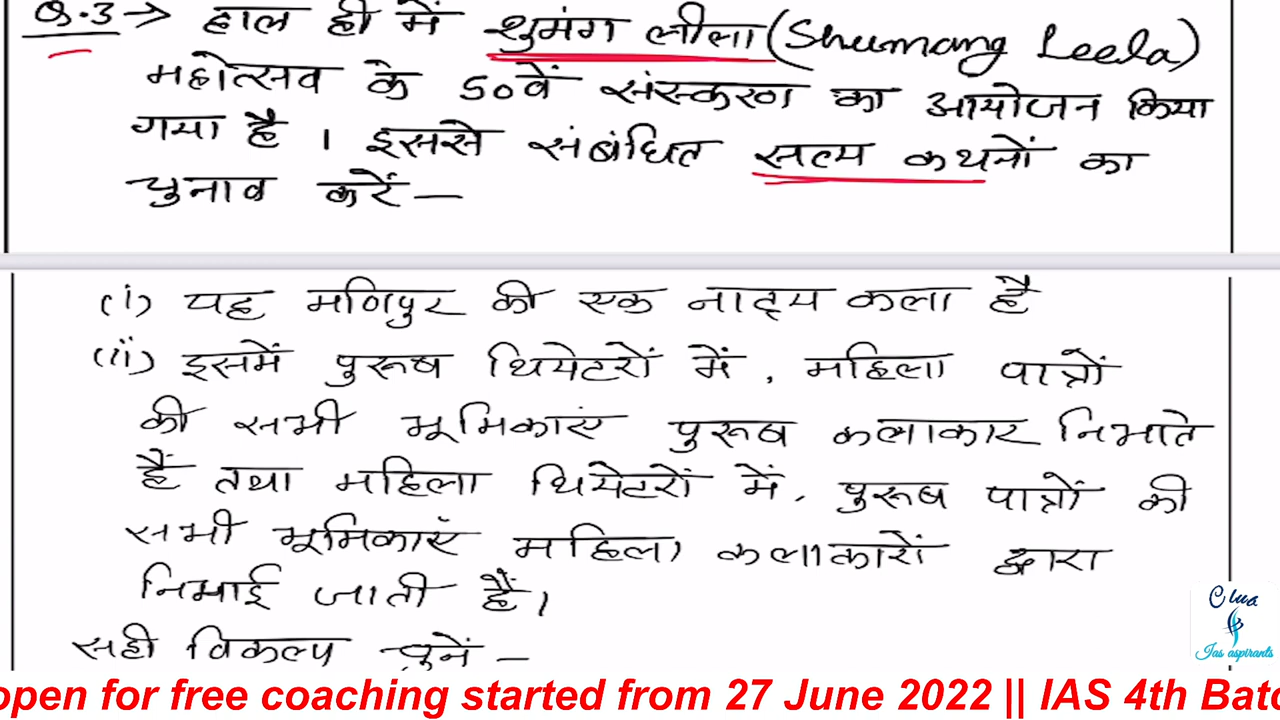 Q.3→ हाल ही में शुमंग लीला (Shumang Leela)
महोत्सव के 50वें संस्करण का आयोजन किया
गया है । इससे संबंधित सत्य कथनों का
चुनाव करें—
(i) यह मणिपुर की एक नाट्य कला है
(ii) इसमें पुरूष थियेटरों में, महिला पात्रों
की सभी भूमिकाएं पुरूष कलाकार निभाते
हैं तथा महिला थियेटरों में, पुरूष पात्रों की
सभी भूमिकाएं महिला कलाकारों द्वारा
निभाई जाती हैं।
सही विकल्प चुनें —
Clue
Ias aspirants
open for free coaching started from 27 June 2022 || IAS 4th Batc